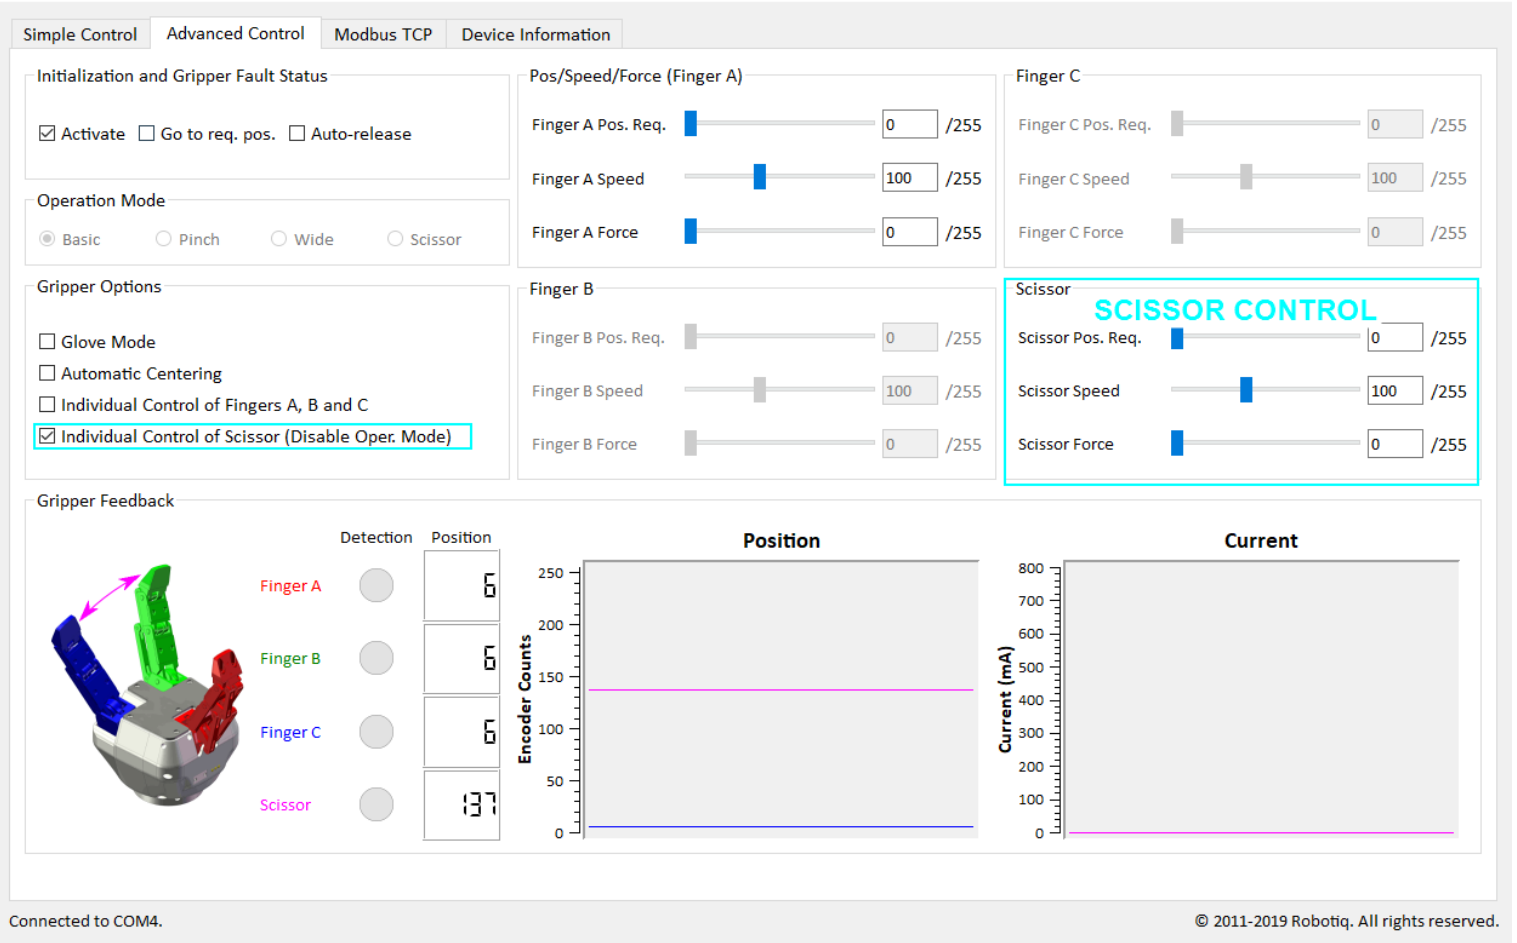 Simple Control
Advanced Control
Modbus TCP
Device Information
Initialization and Gripper Fault Status
Activate
Go to req. pos.
Auto-release
Operation Mode
Basic
Pinch
Wide
Scissor
Gripper Options
Glove Mode
Automatic Centering
Individual Control of Fingers A, B and C
Individual Control of Scissor (Disable Oper. Mode)
Pos/Speed/Force (Finger A)
Finger A Pos. Req. 0 /255
Finger A Speed 100 /255
Finger A Force 0 /255
Finger C
Finger C Pos. Req. 0 /255
Finger C Speed 100 /255
Finger C Force 0 /255
Finger B
Finger B Pos. Req. 0 /255
Finger B Speed 100 /255
Finger B Force 0 /255
Scissor
SCISSOR CONTROL
Scissor Pos. Req. 0 /255
Scissor Speed 100 /255
Scissor Force 0 /255
Gripper Feedback
Detection Position
Finger A 6
Finger B 6
Finger C 6
Scissor 137
Position
Encoder Counts
250
200
150
100
50
0
Current
Current (mA)
800
700
600
500
400
300
200
100
0
Connected to COM4.
© 2011-2019 Robotiq. All rights reserved.